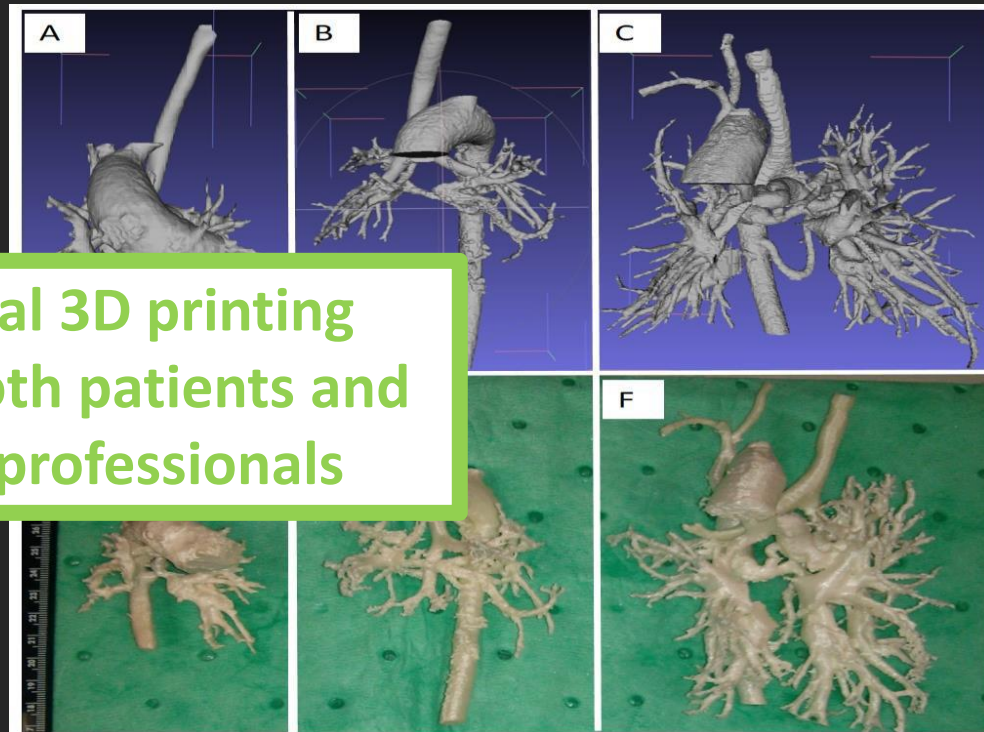 A
B
C
al 3D printing
oth patients and
professionals
F